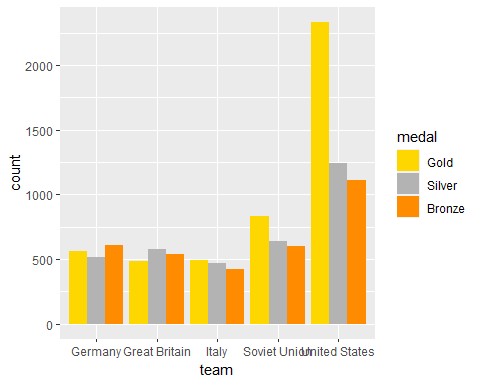 2000
1500
1000
500
0
count
Germany Great Britain Italy Soviet Union United States
team
medal
Gold
Silver
Bronze